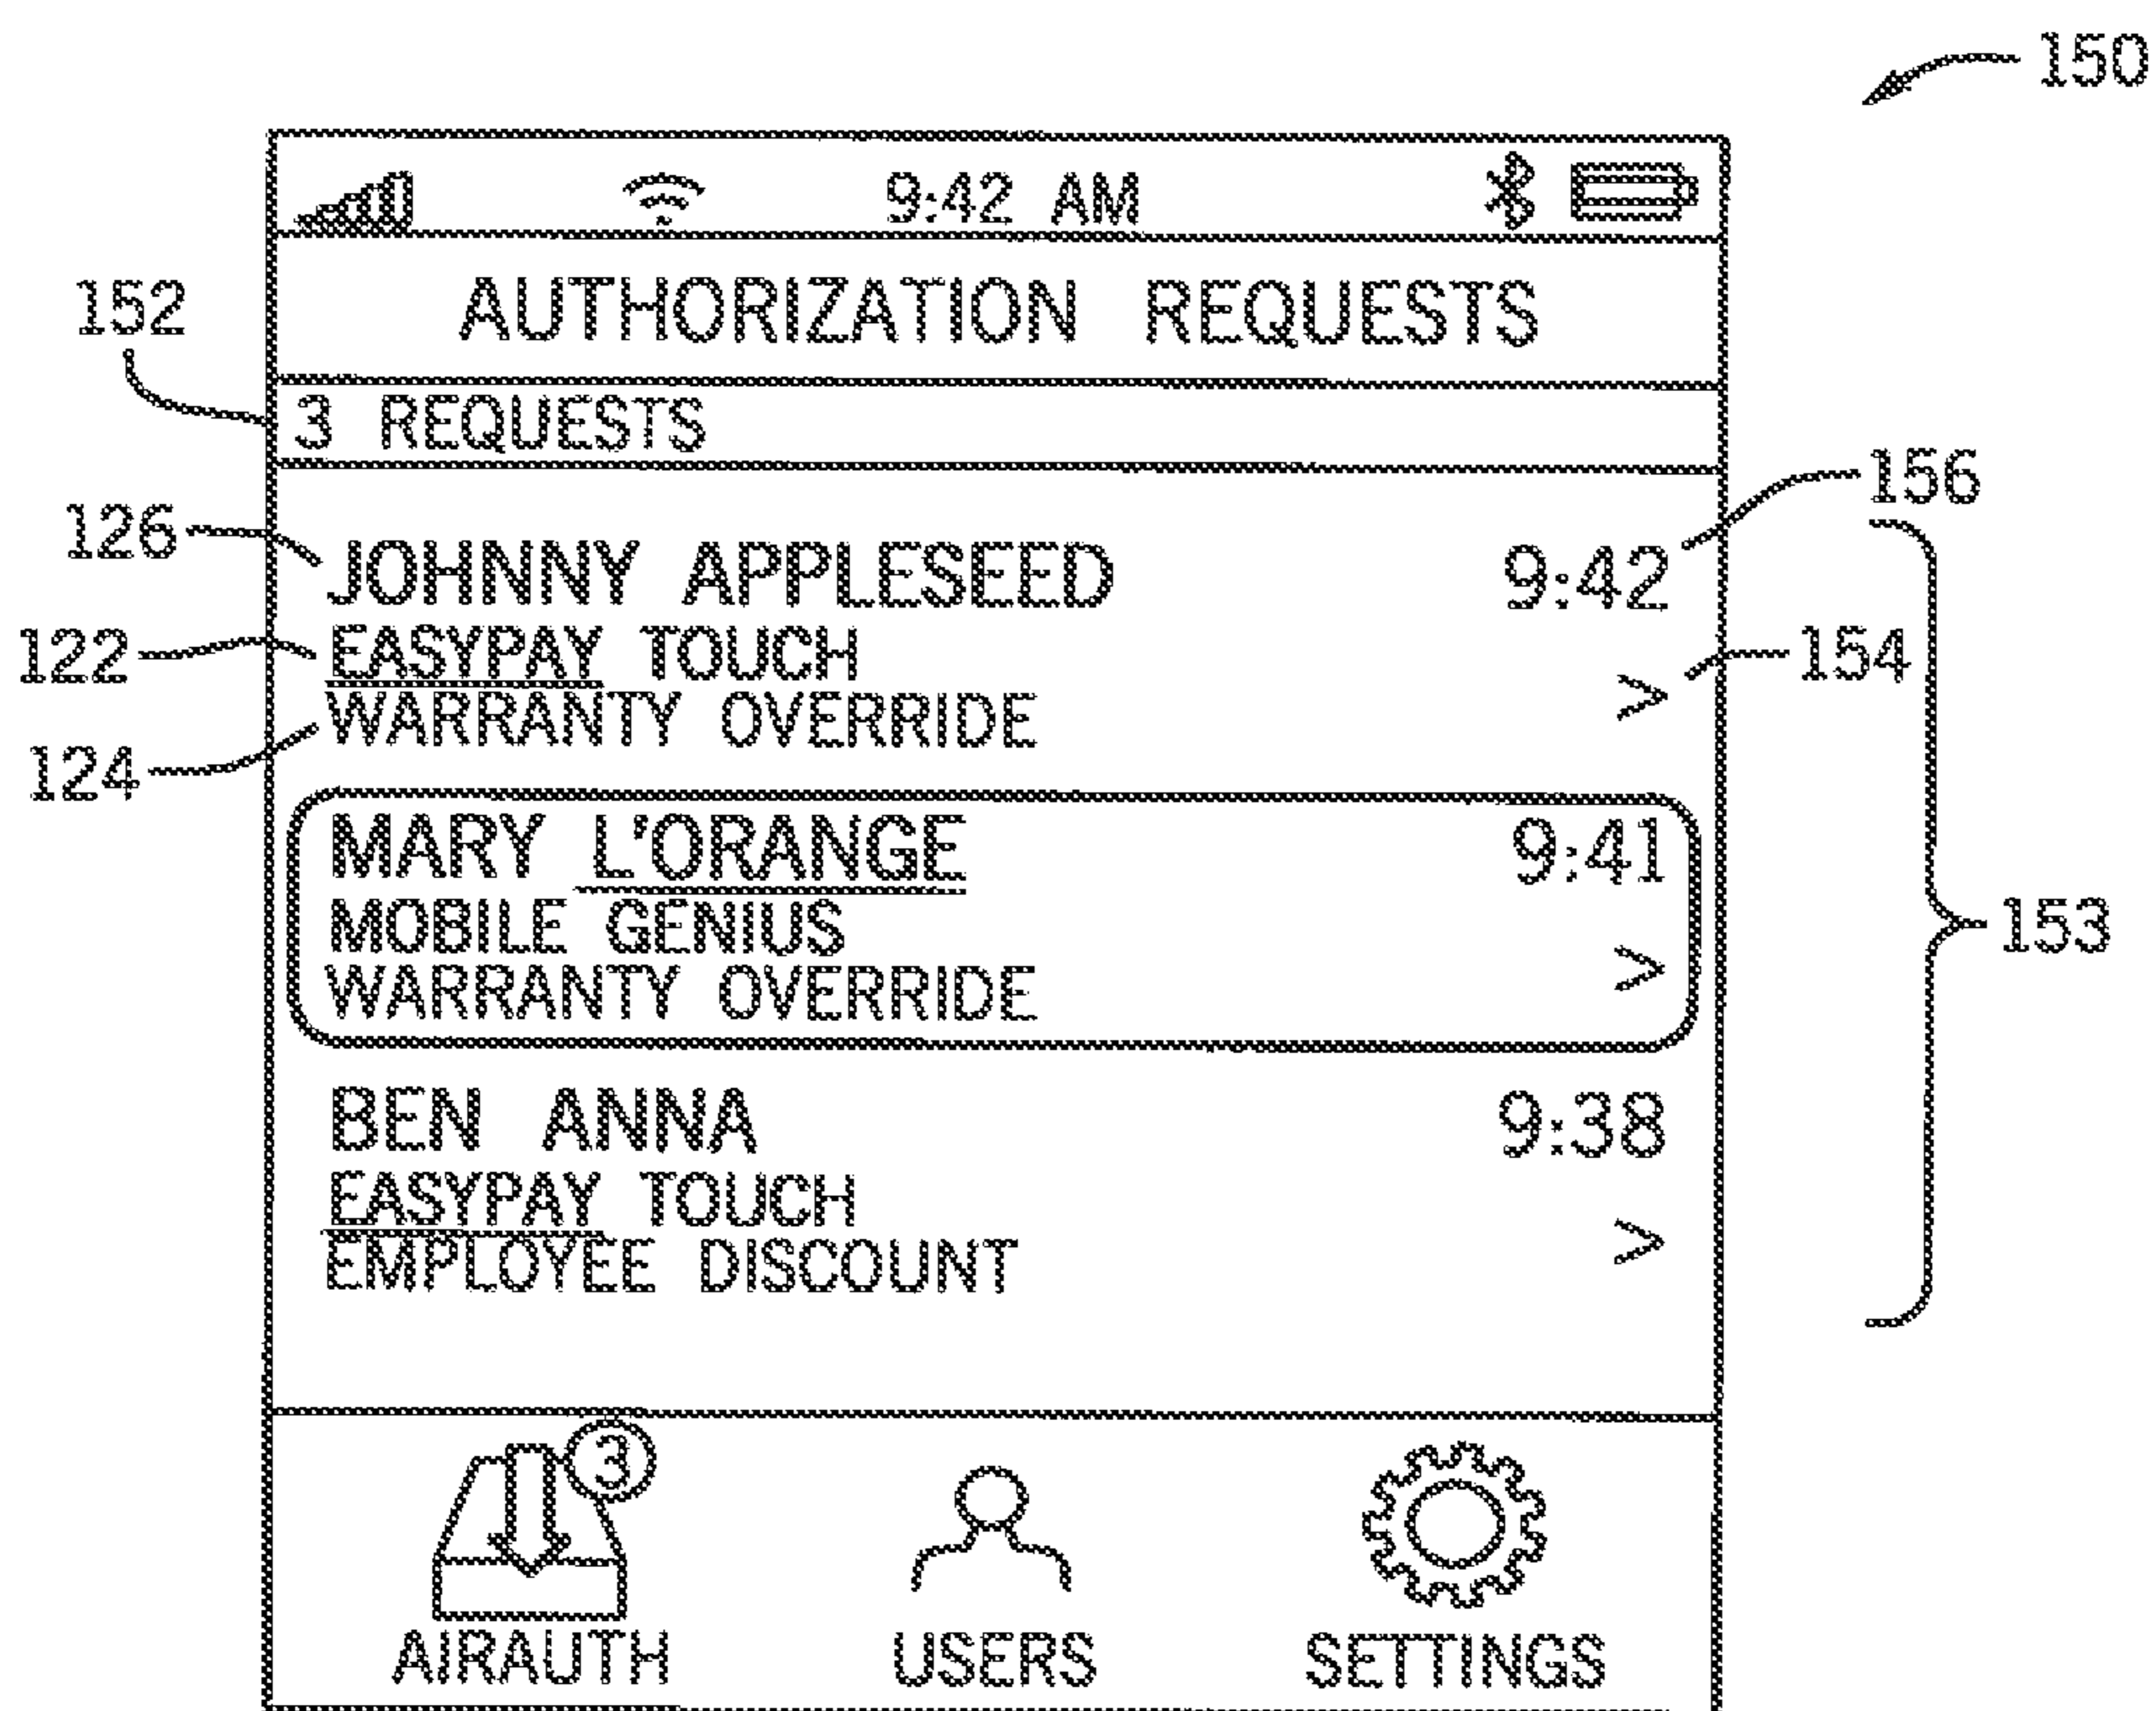 150
9:42 AM
152
AUTHORIZATION REQUESTS
3 REQUESTS
156
126
JOHNNY APPLESEED 9:42
122
EASYPAY TOUCH
154
WARRANTY OVERRIDE >
124
MARY L'ORANGE 9:41
MOBILE GENIUS
153
WARRANTY OVERRIDE >
BEN ANNA 9:38
EASYPAY TOUCH
EMPLOYEE DISCOUNT >
3
AIRAUTH USERS SETTINGS